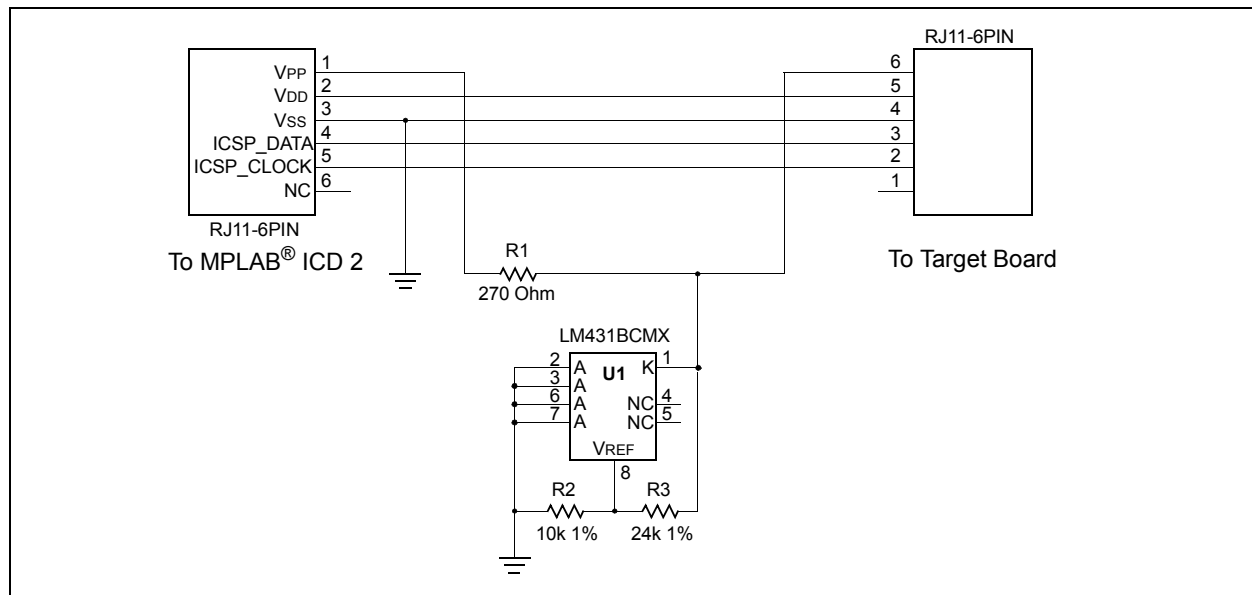 RJ11-6PIN
VPP 1
VDD 2
VSS 3
ICSP_DATA 4
ICSP_CLOCK 5
NC 6
RJ11-6PIN
To MPLAB® ICD 2
6
5
4
3
2
1
To Target Board
R1
270 Ohm
LM431BCMX
2 A U1 K 1
3 A
6 A NC 4
7 A NC 5
VREF
8
R2 R3
10k 1% 24k 1%